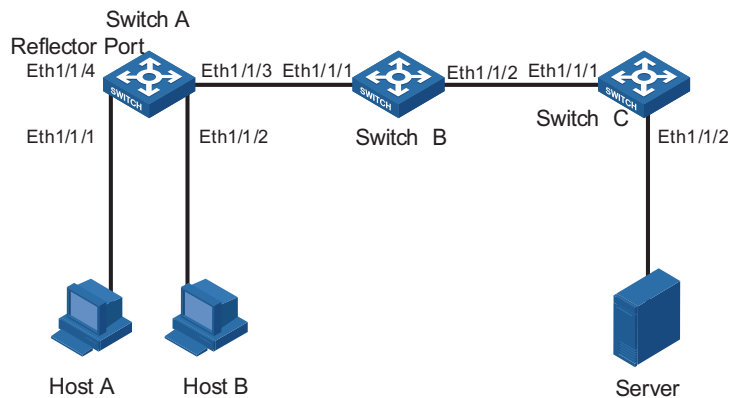 Switch A
Reflector Port
Eth1/1/4
Eth1/1/3
Eth1/1/1
Eth1/1/2
Eth1/1/1
SWITCH
SWITCH
SWITCH
Switch B
Switch C
Eth1/1/1
Eth1/1/2
Eth1/1/2
Host A
Host B
Server